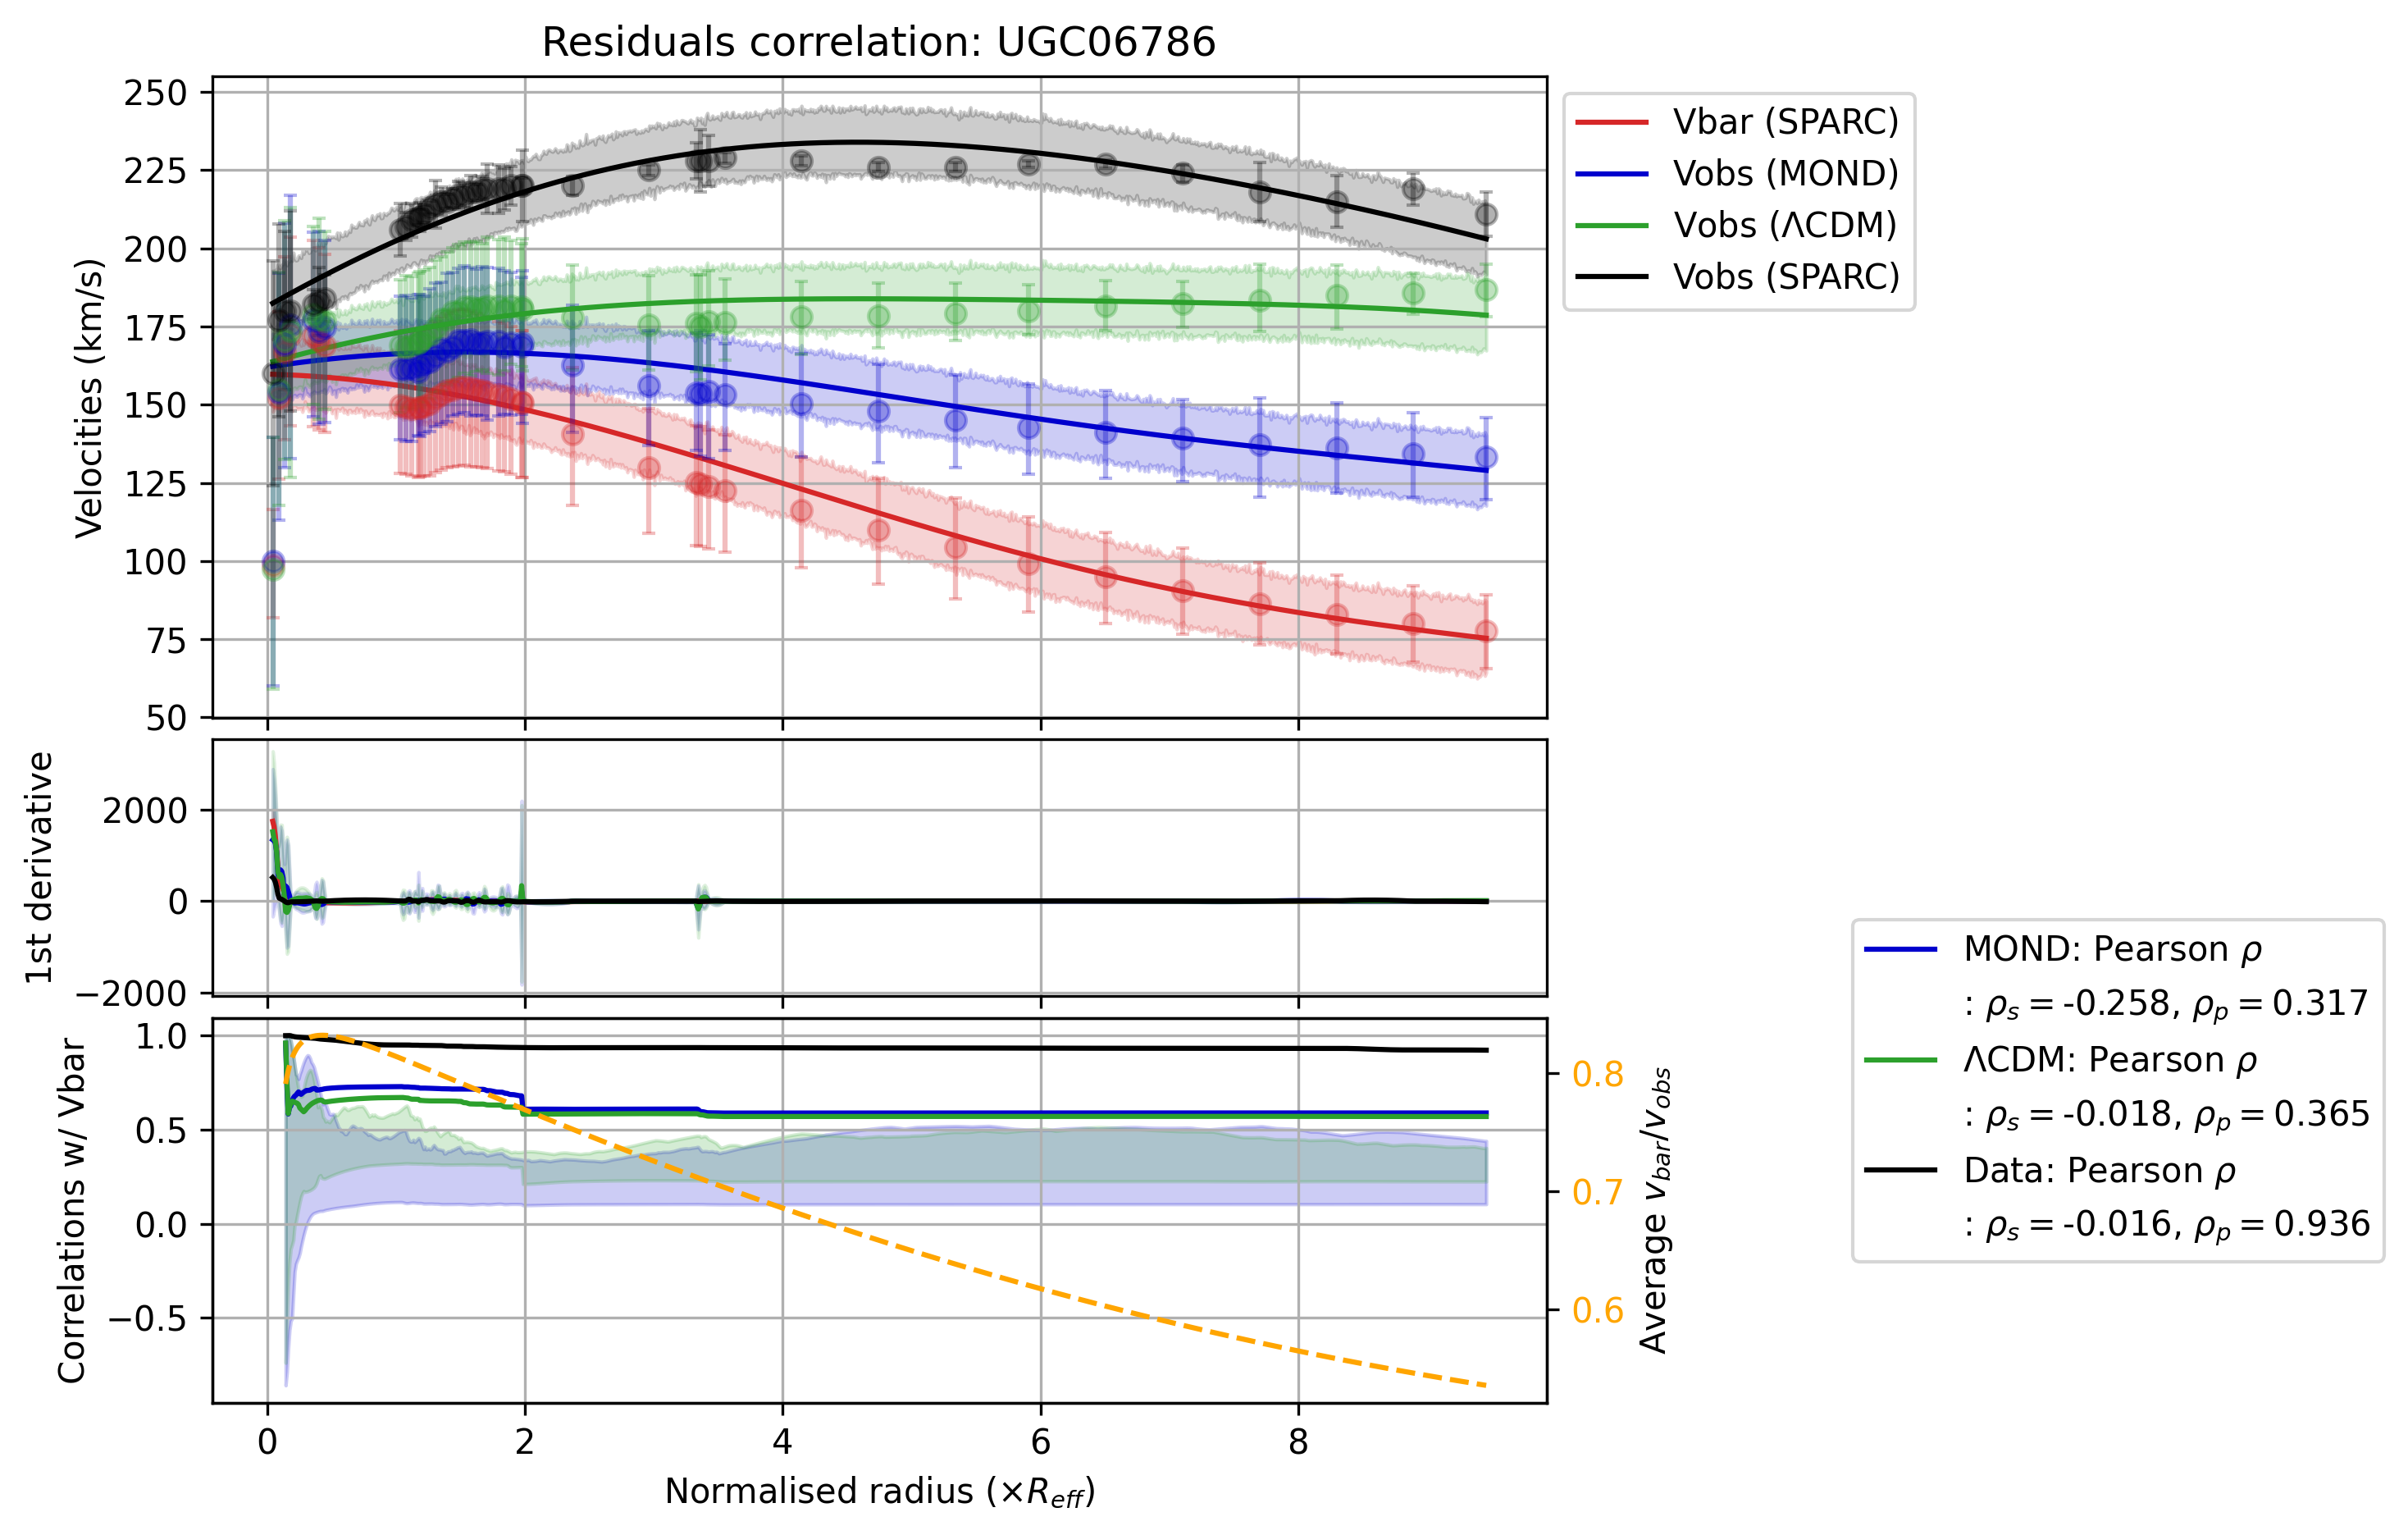 Residuals correlation: UGC06786
250
225
200
175
150
125
100
75
50
Velocities (km/s)
Vbar (SPARC)
Vobs (MOND)
Vobs (ΛCDM)
Vobs (SPARC)
2000
0
−2000
1st derivative
1.0
0.5
0.0
−0.5
Correlations w/ Vbar
0.8
0.7
0.6
Average v_bar/v_obs
MOND: Pearson ρ
: ρ_s = -0.258, ρ_p = 0.317
ΛCDM: Pearson ρ
: ρ_s = -0.018, ρ_p = 0.365
Data: Pearson ρ
: ρ_s = -0.016, ρ_p = 0.936
0 2 4 6 8
Normalised radius (×R_eff)